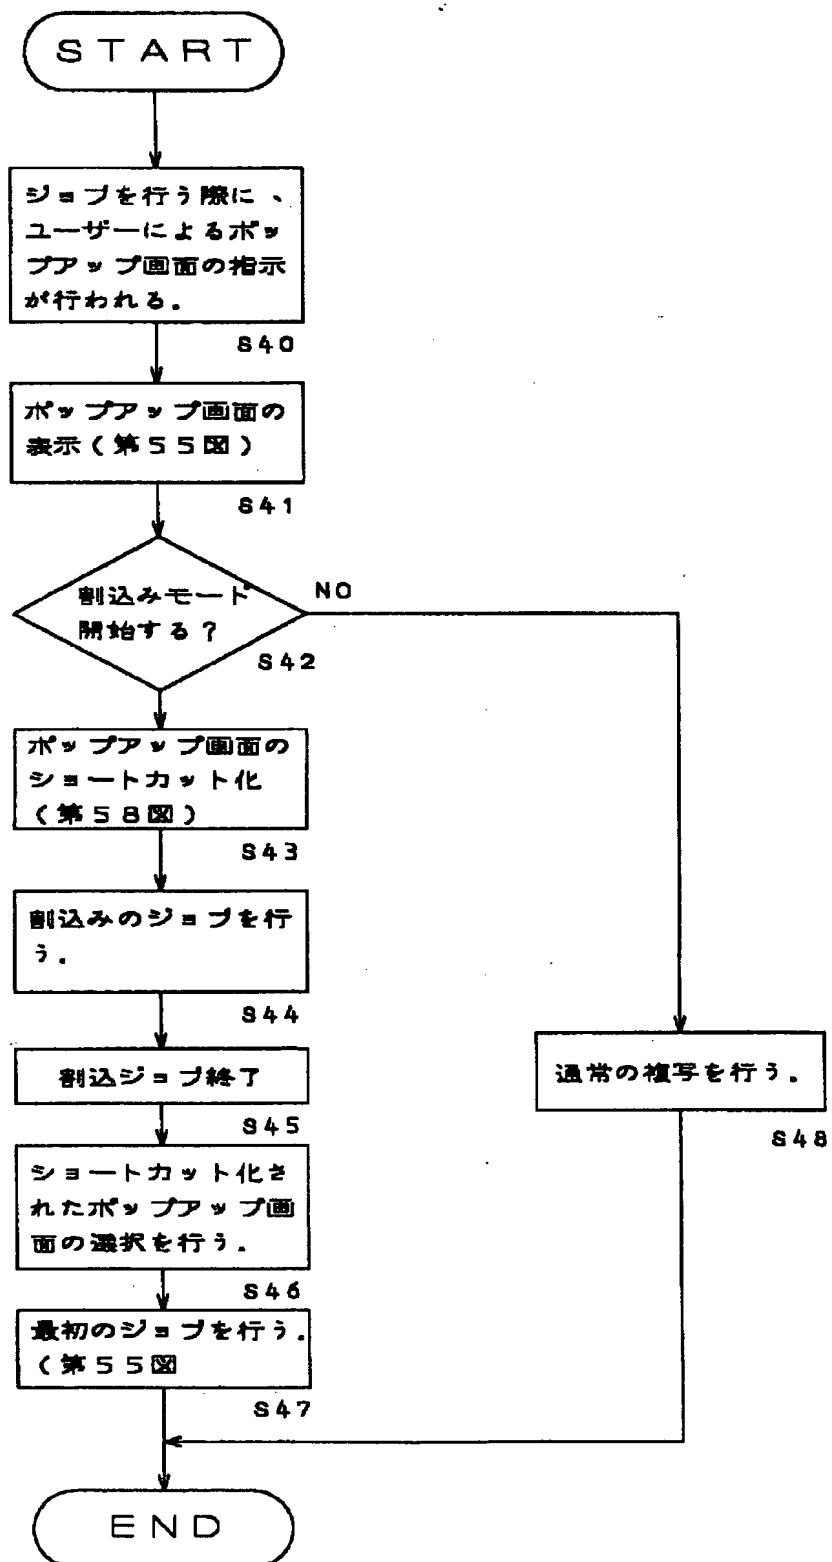 START
ジョブを行う際に、
ユーザーによるポッ
プアップ画面の指示
が行われる.
S40
ポップアップ画面の
表示(第55図)
S41
割込みモード
開始する?
NO
S42
ポップアップ画面の
ショートカット化
(第58図)
S43
割込みのジョブを行
う.
S44
割込ジョブ終了
S45
通常の複写を行う.
S48
ショートカット化さ
れたポップアップ画
面の選択を行う.
S46
最初のジョブを行う.
(第55図
S47
END